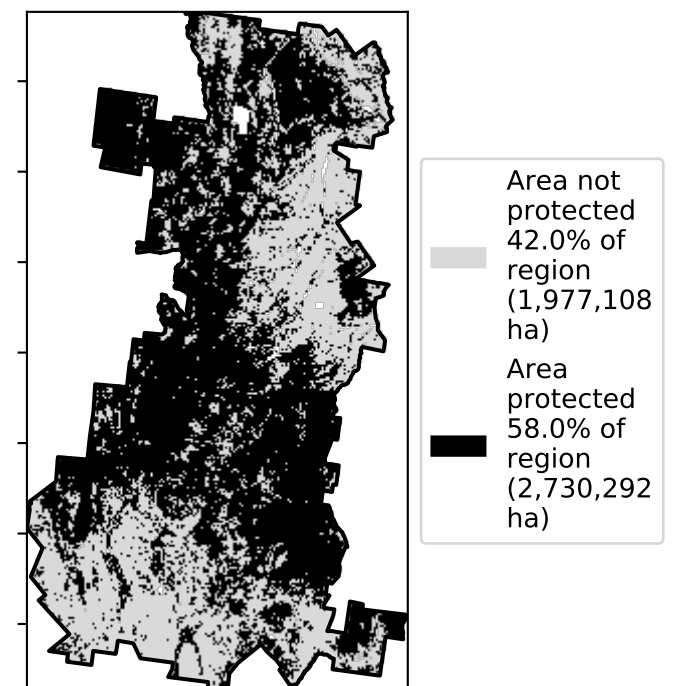 Area not
protected
42.0% of
region
(1,977,108
ha)
Area
protected
58.0% of
region
(2,730,292
ha)